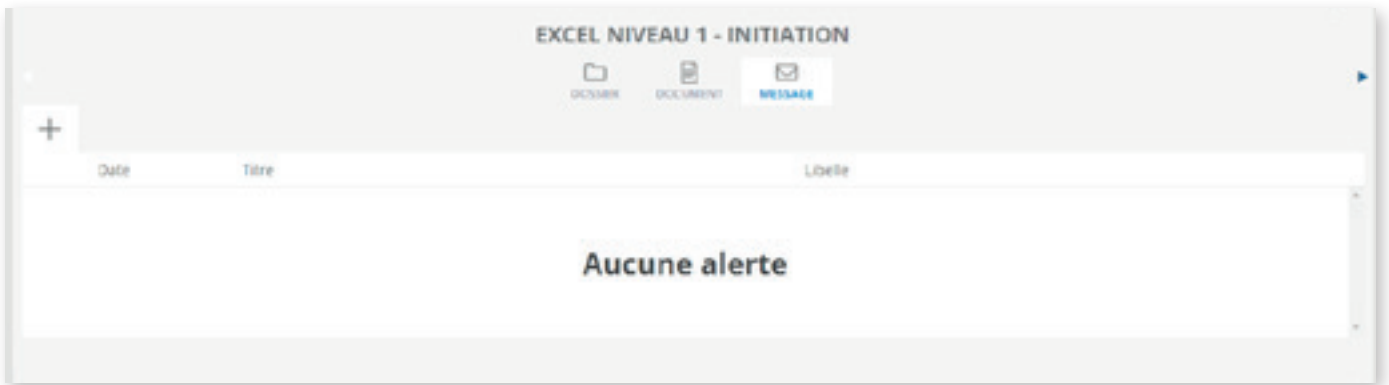 EXCEL NIVEAU 1 - INITIATION
DOSSIER DOCUMENT MESSAGE
Date Titre Libelle
Aucune alerte